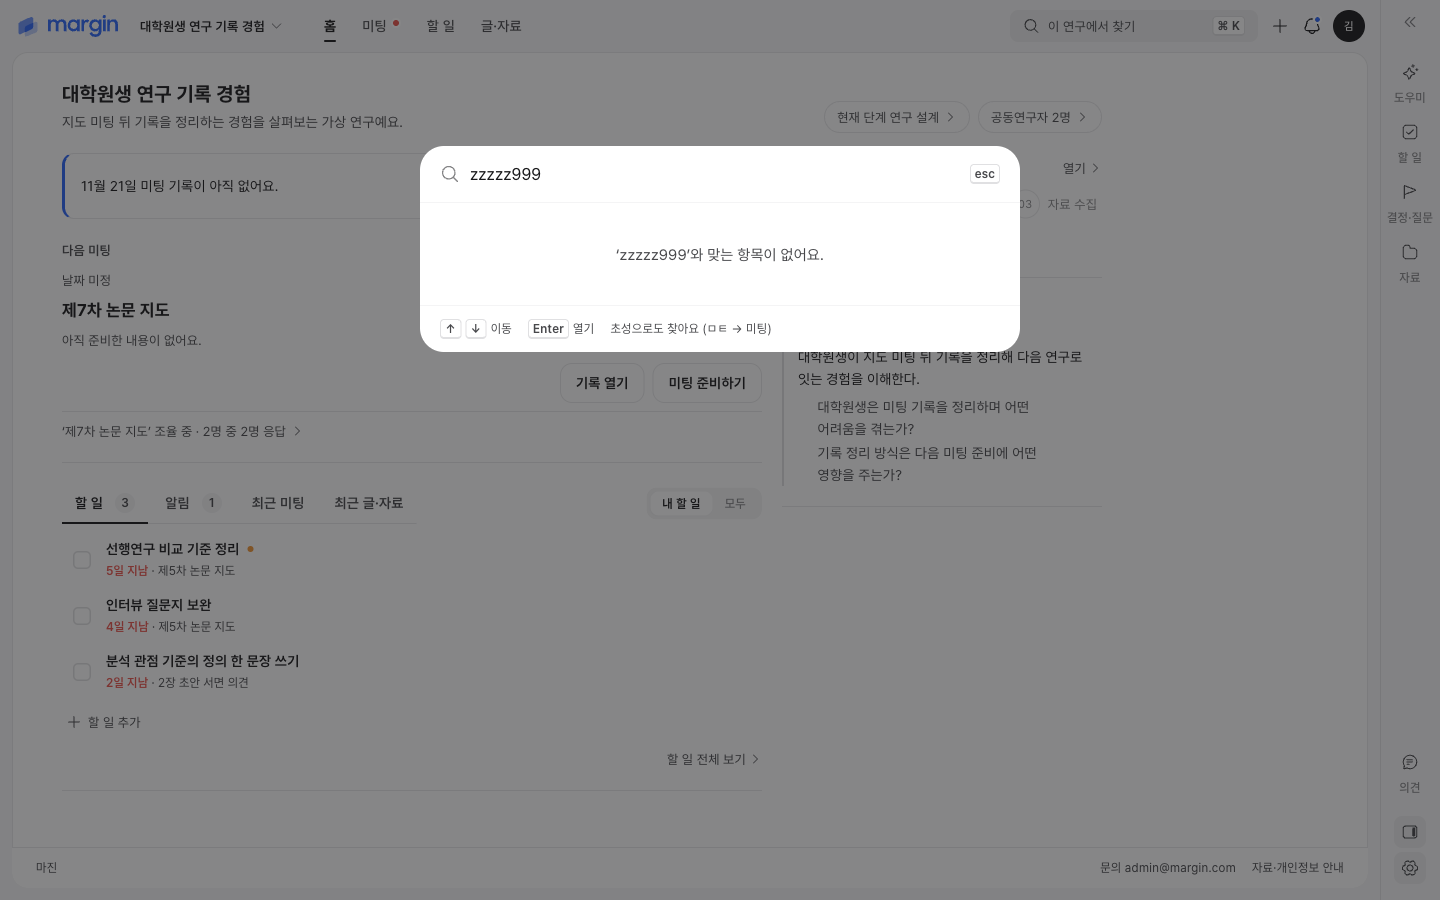 margin 대학원생 연구 기록 경험 홈 미팅 할 일 글·자료 이 연구에서 찾기 ⌘ K 김
대학원생 연구 기록 경험
지도 미팅 뒤 기록을 정리하는 경험을 살펴보는 가상 연구예요.
현재 단계 연구 설계 공동연구자 2명
11월 21일 미팅 기록이 아직 없어요.
열기
03 자료 수집
zzzzz999 esc
‘zzzzz999’와 맞는 항목이 없어요.
↑ ↓ 이동 Enter 열기 초성으로도 찾아요 (ㅁㅌ → 미팅)
다음 미팅
날짜 미정
제7차 논문 지도
아직 준비한 내용이 없어요.
기록 열기 미팅 준비하기
‘제7차 논문 지도’ 조율 중 · 2명 중 2명 응답
대학원생이 지도 미팅 뒤 기록을 정리해 다음 연구로
잇는 경험을 이해한다.
대학원생은 미팅 기록을 정리하며 어떤
어려움을 겪는가?
기록 정리 방식은 다음 미팅 준비에 어떤
영향을 주는가?
할 일 3 알림 1 최근 미팅 최근 글·자료 내 할 일 모두
선행연구 비교 기준 정리
5일 지남 · 제5차 논문 지도
인터뷰 질문지 보완
4일 지남 · 제5차 논문 지도
분석 관점 기준의 정의 한 문장 쓰기
2일 지남 · 2장 초안 서면 의견
할 일 추가
할 일 전체 보기
도우미
할 일
결정·질문
자료
의견
마진 문의 admin@margin.com 자료·개인정보 안내